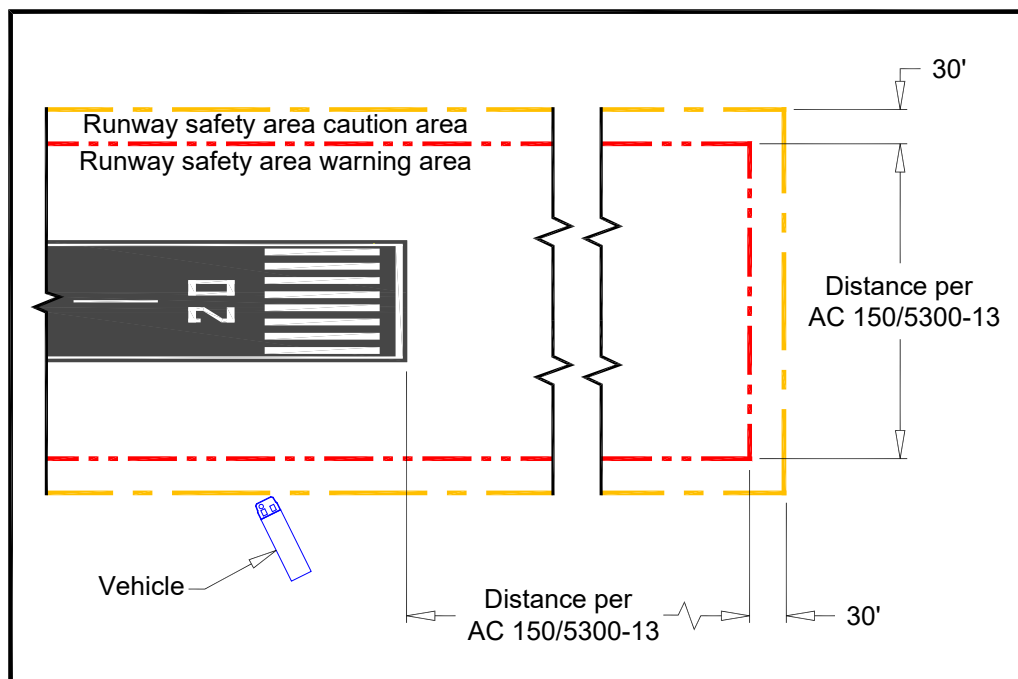 30'
Runway safety area caution area
Runway safety area warning area
20
Distance per
AC 150/5300-13
Vehicle
Distance per
AC 150/5300-13
30'